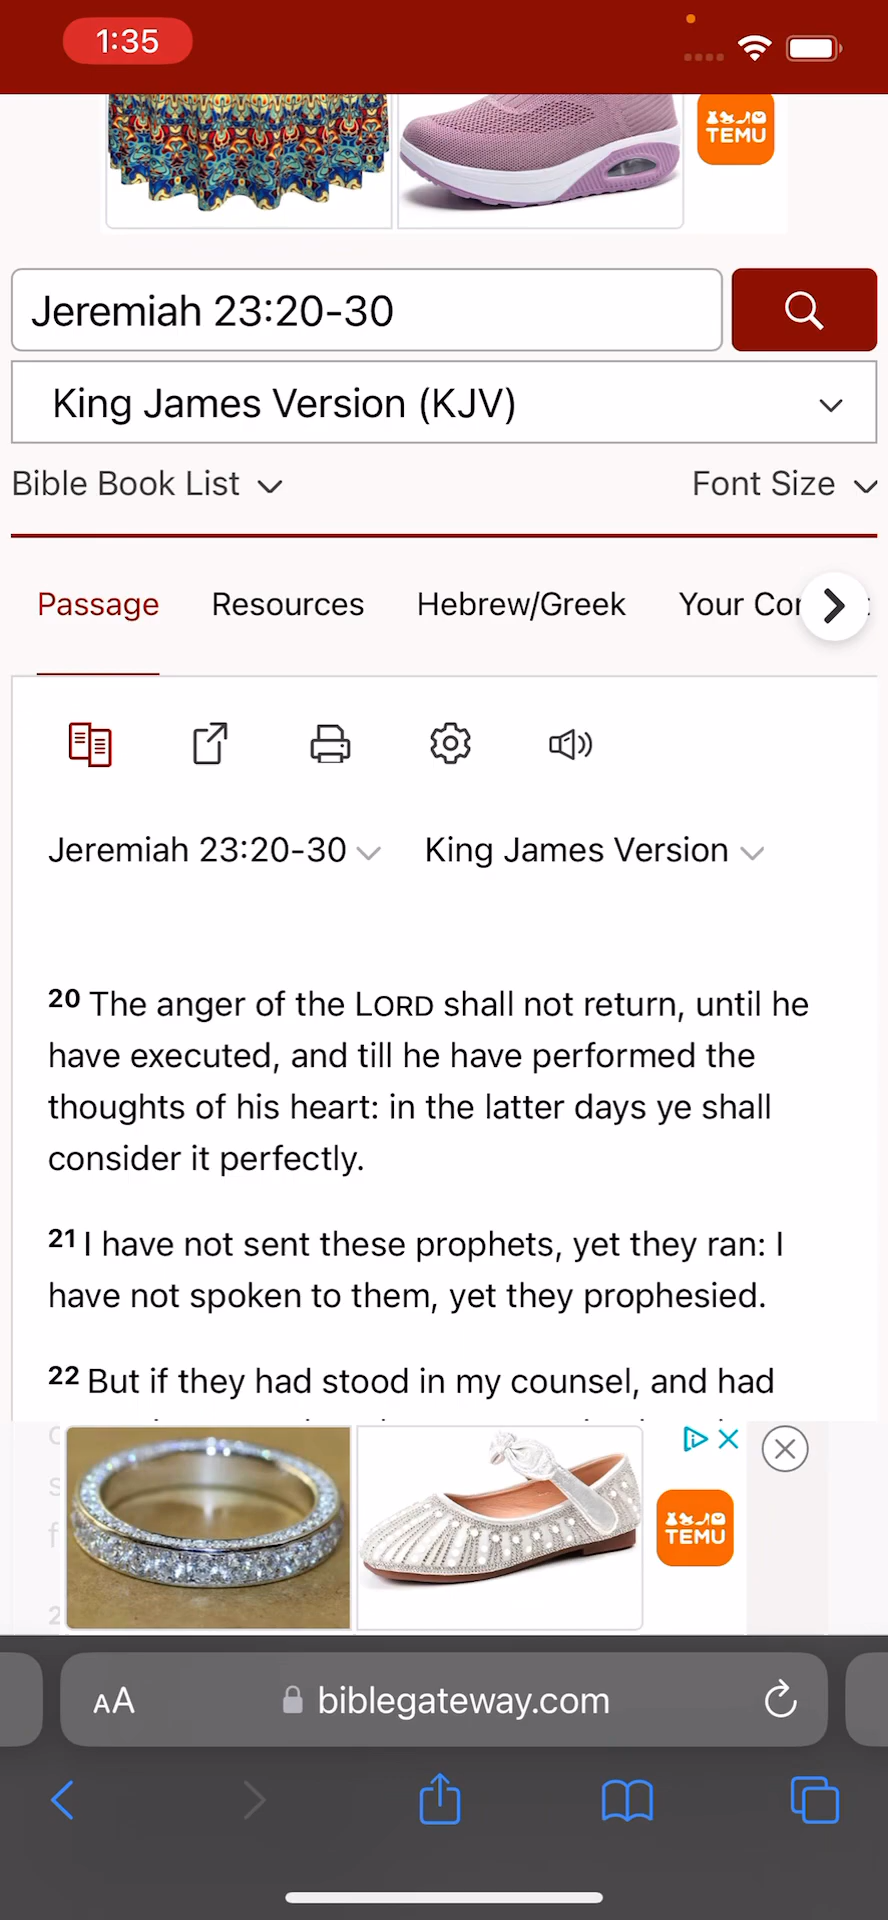 1:35
TEMU
Jeremiah 23:20-30
King James Version (KJV)
Bible Book List
Font Size
Passage Resources Hebrew/Greek Your
Jeremiah 23:20-30 King James Version
20 The anger of the LORD shall not return, until he
have executed, and till he have performed the
thoughts of his heart: in the latter days ye shall
consider it perfectly.
21 I have not sent these prophets, yet they ran: I
have not spoken to them, yet they prophesied.
22 But if they had stood in my counsel, and had
TEMU
AA biblegateway.com